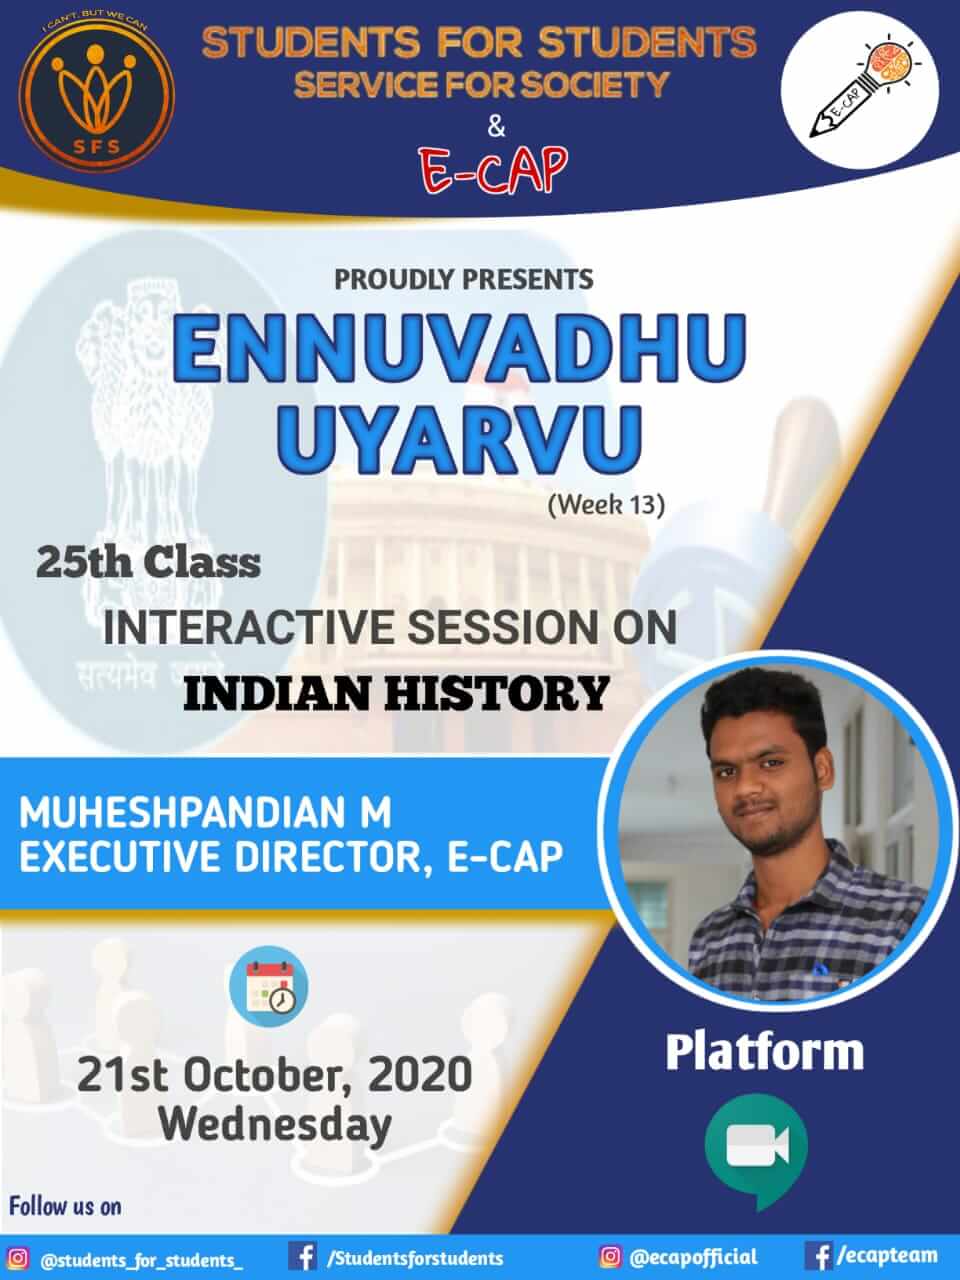 I CAN'T, BUT WE CAN
SFS
STUDENTS FOR STUDENTS
SERVICE FOR SOCIETY
&
E-CAP
E-CAP
PROUDLY PRESENTS
ENNUVADHU
UYARVU
(Week 13)
25th Class
INTERACTIVE SESSION ON
सत्यमेव जयते
INDIAN HISTORY
MUHESHPANDIAN M
EXECUTIVE DIRECTOR, E-CAP
21st October, 2020
Wednesday
Platform
Follow us on
@students_for_students_
/Studentsforstudents
@ecapofficial
/ecapteam